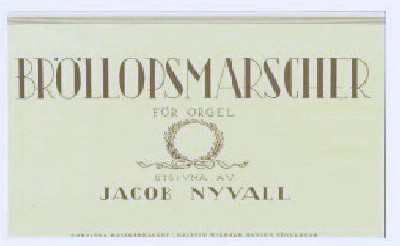 BRÖLLOPSMARSCHER
FÖR ORGEL
UTGIVNA AV
JACOB NYVALL